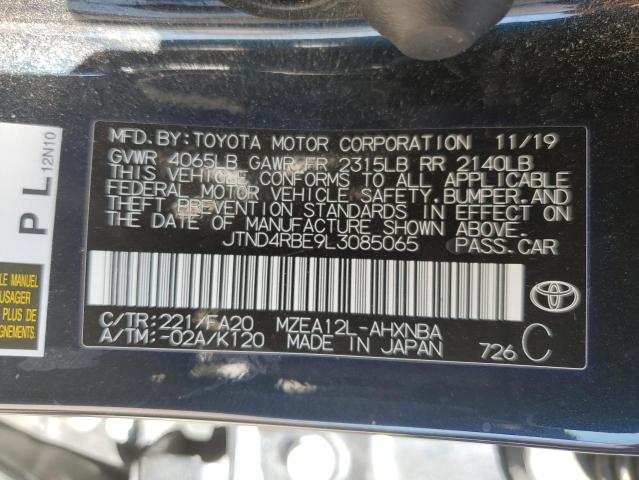 MFD.BY:TOYOTA MOTOR CORPORATION 11/19
GVWR 4065LB GAWR FR 2315LB RR 2140LB
THIS VEHICLE CONFORMS TO ALL APPLICABLE
FEDERAL MOTOR VEHICLE SAFETY, BUMPER, AND
THEFT PREVENTION STANDARDS IN EFFECT ON
THE DATE OF MANUFACTURE SHOWN ABOVE.
JTND4RBE9L3085065 PASS.CAR
C/TR:221/FA20 MZEA12L-AHXNBA
A/TM:-02A/K120 MADE IN JAPAN 726 C
P L
12N10
LE MANUEL
USAGER
PLUS DE